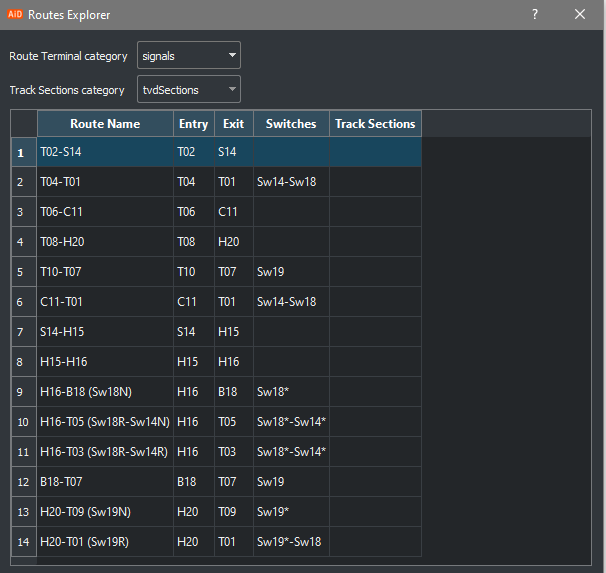 AiD Routes Explorer ? ×
Route Terminal category signals
Track Sections category tvdSections
Route Name Entry Exit Switches Track Sections
1 T02-S14 T02 S14
2 T04-T01 T04 T01 Sw14-Sw18
3 T06-C11 T06 C11
4 T08-H20 T08 H20
5 T10-T07 T10 T07 Sw19
6 C11-T01 C11 T01 Sw14-Sw18
7 S14-H15 S14 H15
8 H15-H16 H15 H16
9 H16-B18 (Sw18N) H16 B18 Sw18*
10 H16-T05 (Sw18R-Sw14N) H16 T05 Sw18*-Sw14*
11 H16-T03 (Sw18R-Sw14R) H16 T03 Sw18*-Sw14*
12 B18-T07 B18 T07 Sw19
13 H20-T09 (Sw19N) H20 T09 Sw19*
14 H20-T01 (Sw19R) H20 T01 Sw19*-Sw18